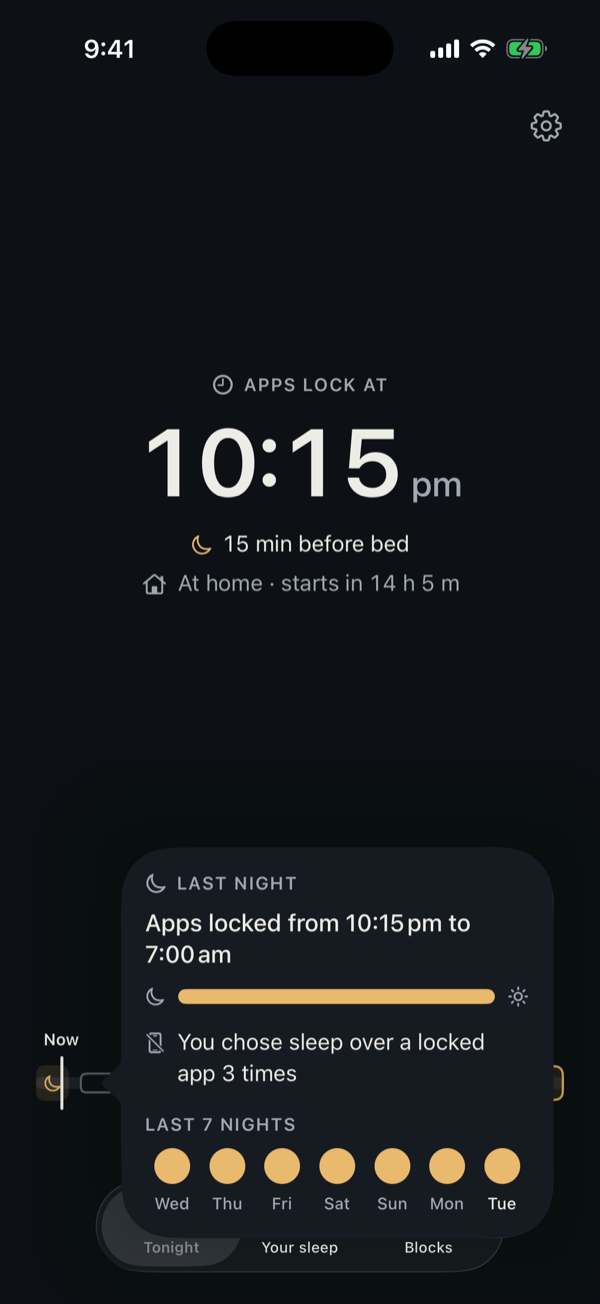 9:41
APPS LOCK AT
10:15 pm
15 min before bed
At home · starts in 14 h 5 m
LAST NIGHT
Apps locked from 10:15 pm to
7:00 am
You chose sleep over a locked
app 3 times
Now
LAST 7 NIGHTS
Wed Thu Fri Sat Sun Mon Tue
Tonight Your sleep Blocks